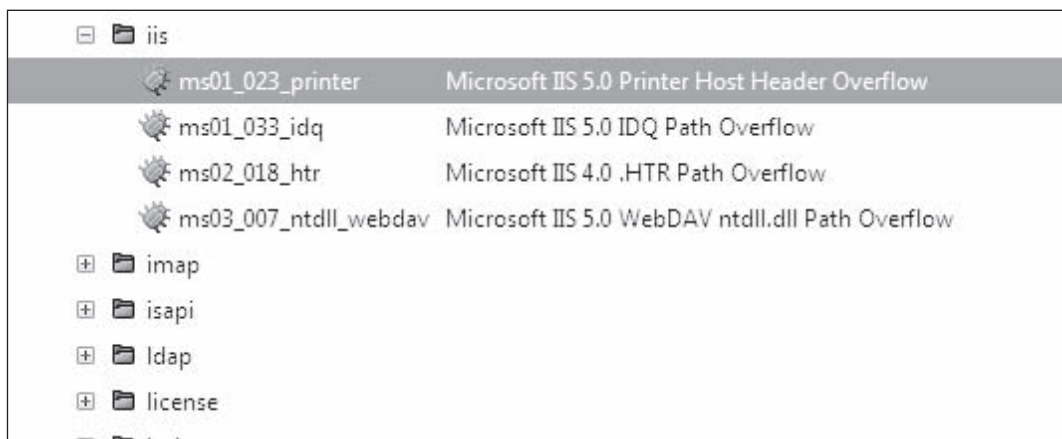 iis
ms01_023_printer Microsoft IIS 5.0 Printer Host Header Overflow
ms01_033_idq Microsoft IIS 5.0 IDQ Path Overflow
ms02_018_htr Microsoft IIS 4.0 .HTR Path Overflow
ms03_007_ntdll_webdav Microsoft IIS 5.0 WebDAV ntdll.dll Path Overflow
imap
isapi
ldap
license